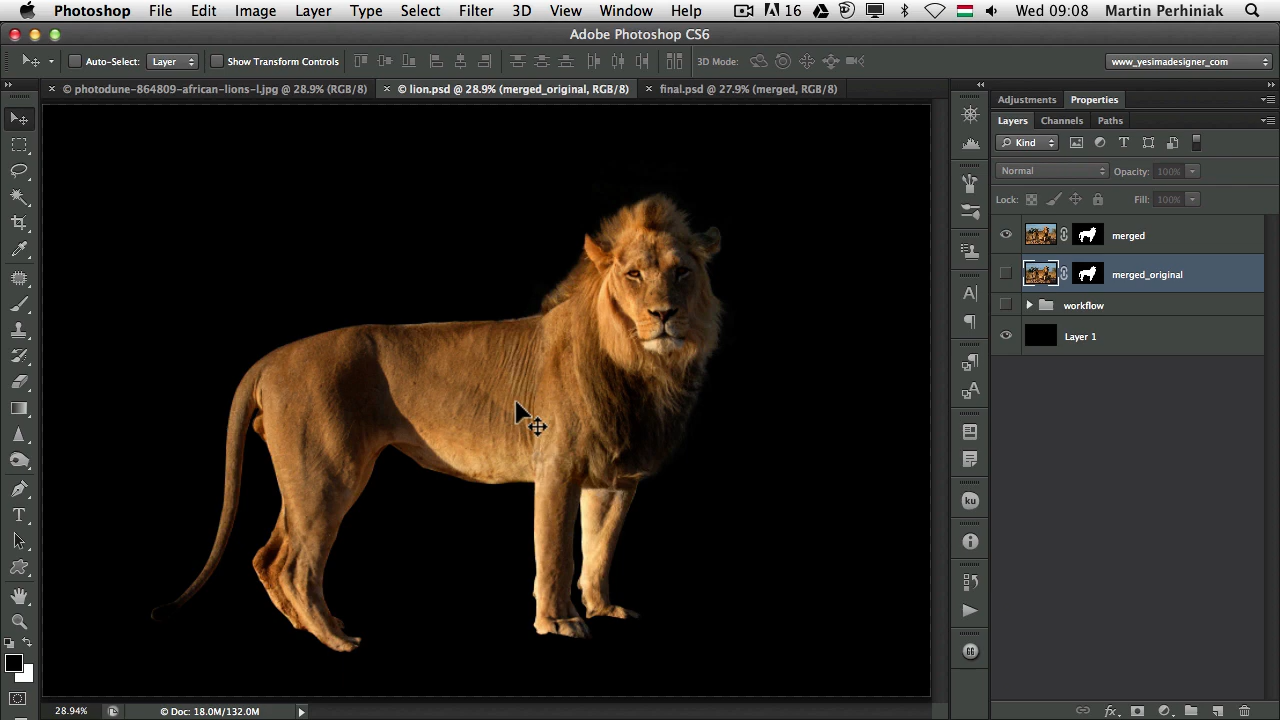 Photoshop File Edit Image Layer Type Select Filter 3D View Window Help 16 Wed 09:08 Martin Perhiniak
Adobe Photoshop CS6
Auto-Select: Layer Show Transform Controls 3D Mode: www_yesimadesigner_com
× © photodune-864809-african-lions-l.jpg @ 28.9% (RGB/8) × © lion.psd @ 28.9% (merged_original, RGB/8) × final.psd @ 27.9% (merged, RGB/8)
Adjustments Properties
Layers Channels Paths
Kind
Normal Opacity: 100%
Lock: Fill: 100%
merged
merged_original
workflow
Layer 1
ku
28.94% © Doc: 18.0M/132.0M
fx